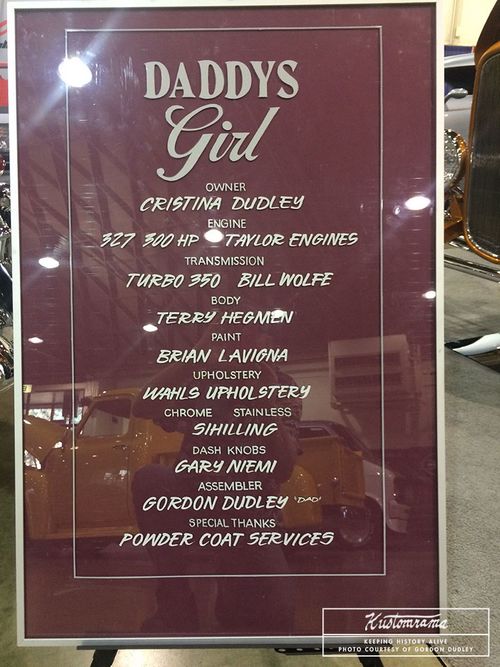 DADDYS
Girl
OWNER
CRISTINA DUDLEY
ENGINE
327 300 HP TAYLOR ENGINES
TRANSMISSION
TURBO 350 BILL WOLFE
BODY
TERRY HEGMEN
PAINT
BRIAN LAVIGNA
UPHOLSTERY
WAHLS UPHOLSTERY
CHROME STAINLESS
SIHILLING
DASH KNOBS
GARY NIEMI
ASSEMBLER
GORDON DUDLEY 'DAD'
SPECIAL THANKS
POWDER COAT SERVICES
Kustomrama
KEEPING HISTORY ALIVE
PHOTO COURTESY OF GORDON DUDLEY